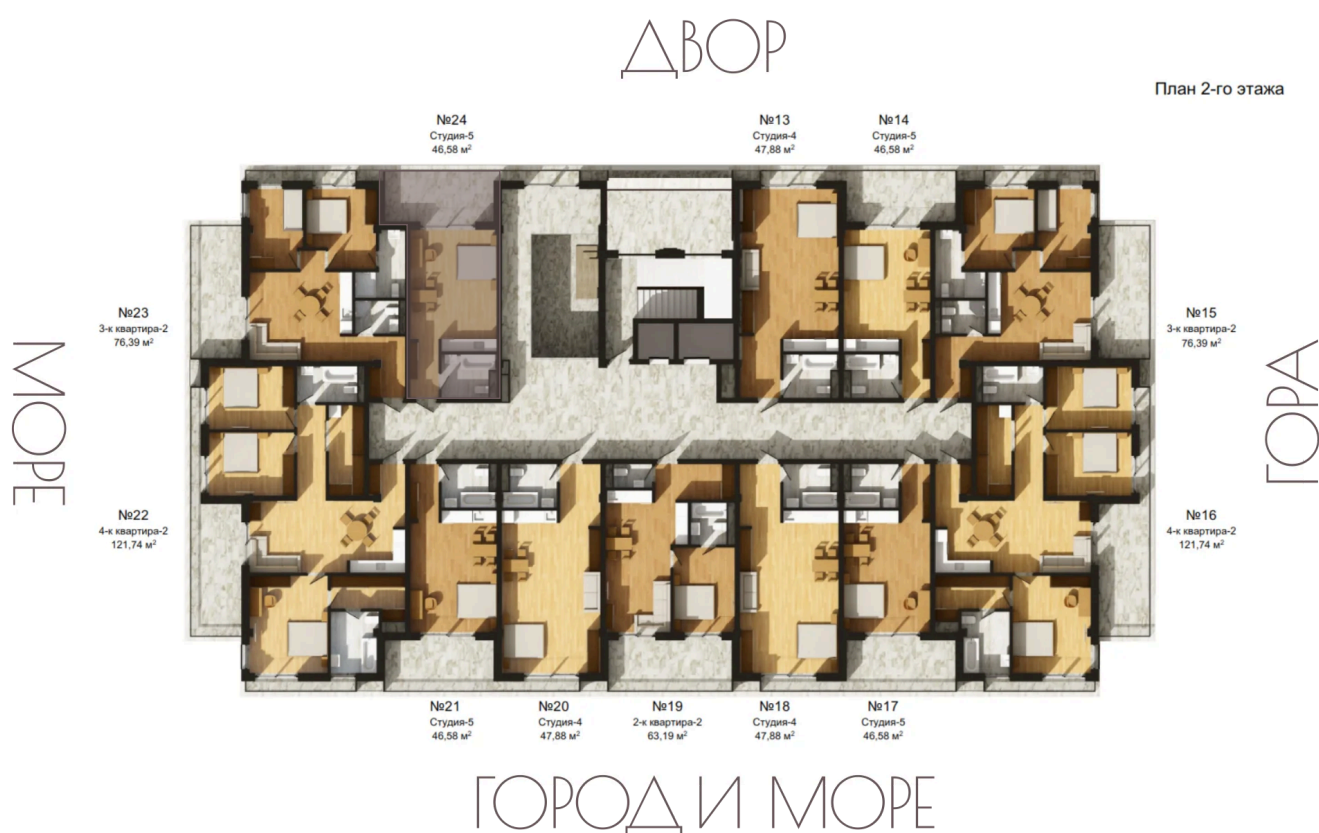 ДВОР
План 2-го этажа
№24
Студия-5
46,58 м²
№13
Студия-4
47,88 м²
№14
Студия-5
46,58 м²
№23
3-к квартира-2
76,39 м²
№15
3-к квартира-2
76,39 м²
МОРЕ
ГОРА
№22
4-к квартира-2
121,74 м²
№16
4-к квартира-2
121,74 м²
№21
Студия-5
46,58 м²
№20
Студия-4
47,88 м²
№19
2-к квартира-2
63,19 м²
№18
Студия-4
47,88 м²
№17
Студия-5
46,58 м²
ГОРОД И МОРЕ